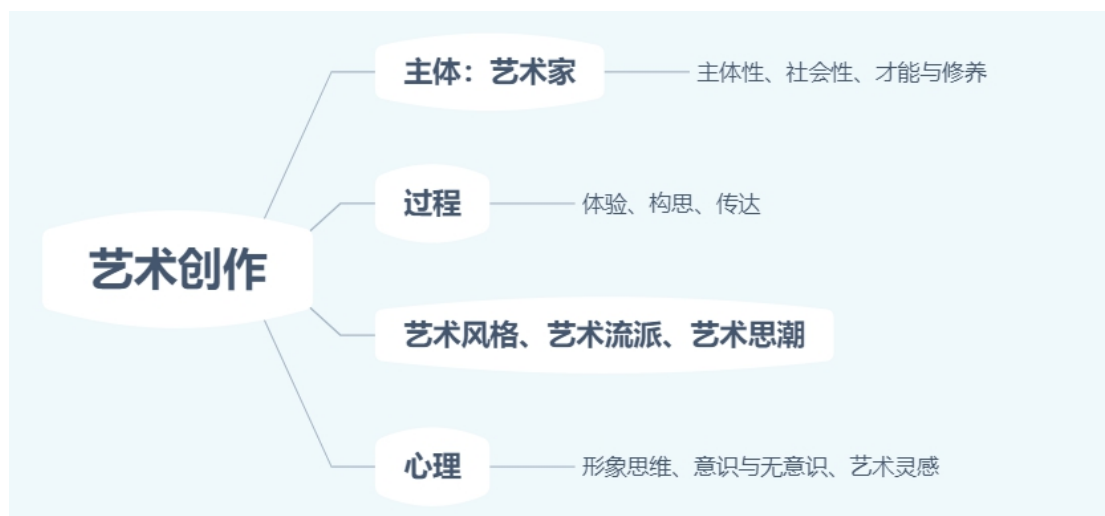 主体：艺术家
主体性、社会性、才能与修养
过程
体验、构思、传达
艺术创作
艺术风格、艺术流派、艺术思潮
心理
形象思维、意识与无意识、艺术灵感